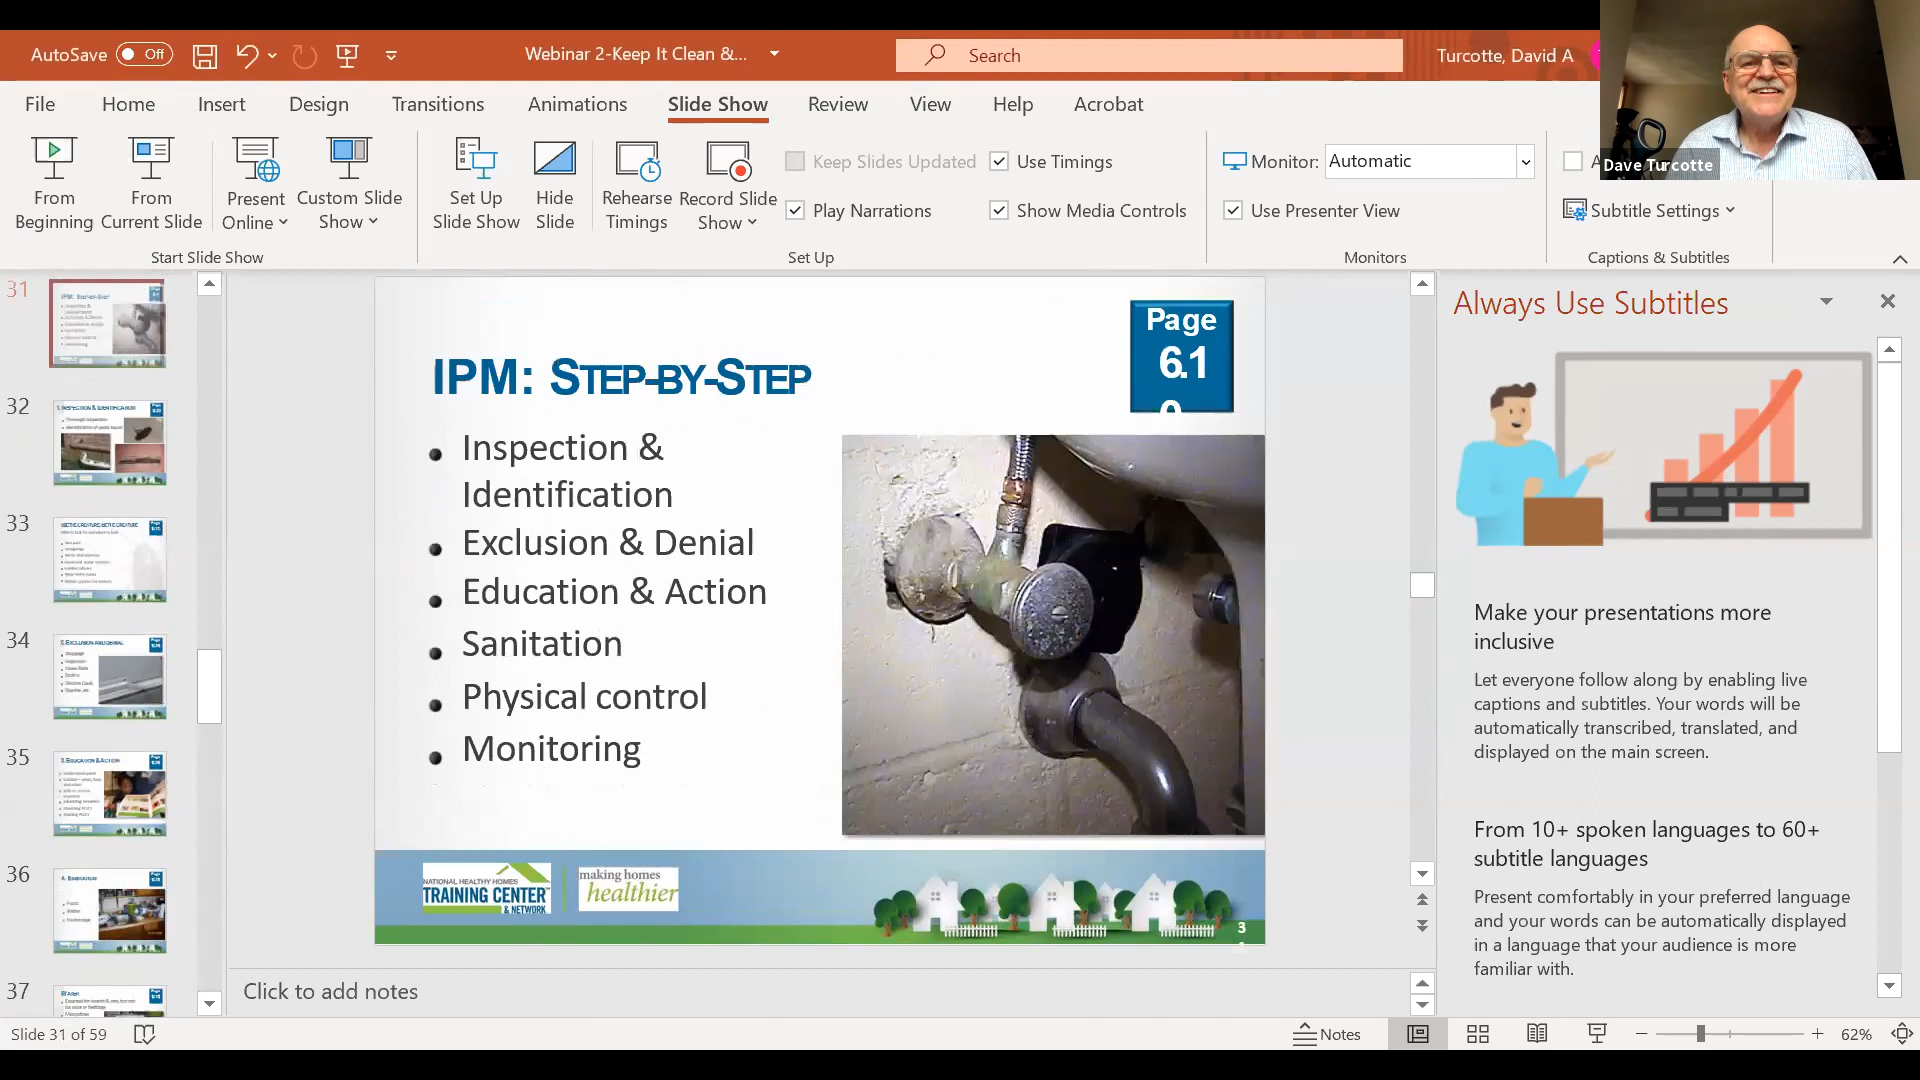 AutoSave Off
Webinar 2-Keep It Clean &...
Search
Turcotte, David A
File Home Insert Design Transitions Animations Slide Show Review View Help Acrobat
From Beginning
From Current Slide
Present Online
Custom Slide Show
Set Up Slide Show
Hide Slide
Rehearse Timings
Record Slide Show
Keep Slides Updated
Use Timings
Play Narrations
Show Media Controls
Monitor: Automatic
Use Presenter View
Subtitle Settings
Start Slide Show
Set Up
Monitors
Captions & Subtitles
Dave Turcotte
31
32
33
34
35
36
37
Page
6.1
0
IPM: STEP-BY-STEP
Inspection &
Identification
Exclusion & Denial
Education & Action
Sanitation
Physical control
Monitoring
NATIONAL HEALTHY HOMES
TRAINING CENTER
& NETWORK
making homes
healthier
3
1
Always Use Subtitles
Make your presentations more
inclusive
Let everyone follow along by enabling live
captions and subtitles. Your words will be
automatically transcribed, translated, and
displayed on the main screen.
From 10+ spoken languages to 60+
subtitle languages
Present comfortably in your preferred language
and your words can be automatically displayed
in a language that your audience is more
familiar with.
Click to add notes
Slide 31 of 59
Notes
62%